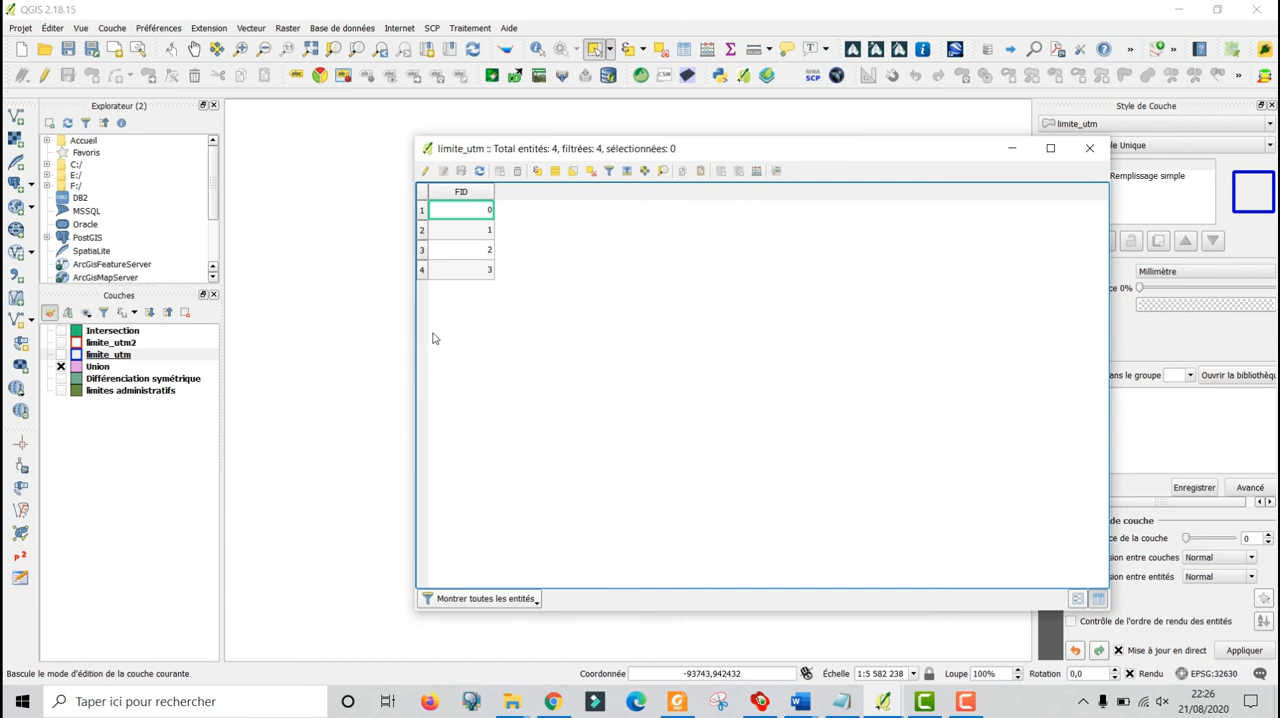 QGIS 2.18.15
Projet Éditer Vue Couche Préférences Extension Vecteur Raster Base de données Internet SCP Traitement Aide
CSW
NIWA
SCP
Explorateur (2)
Accueil
Favoris
C:/
E:/
F:/
DB2
MSSQL
Oracle
PostGIS
SpatiaLite
ArcGisFeatureServer
ArcGisMapServer
Couches
Intersection
limite_utm2
limite_utm
Union
Différenciation symétrique
limites administratifs
limite_utm :: Total entités: 4, filtrées: 4, sélectionnées: 0
FID
1 0
2 1
3 2
4 3
Montrer toutes les entités
Style de Couche
limite_utm
le Unique
Remplissage simple
Millimètre
ce 0%
ans le groupe
Ouvrir la bibliothèqu
Enregistrer
Avancé
de couche
ce de la couche
0
sion entre couches
Normal
sion entre entités
Normal
Contrôle de l'ordre de rendu des entités
Mise à jour en direct
Appliquer
Bascule le mode d'édition de la couche courante
Coordonnée
-93743,942432
Échelle
1:5 582 238
Loupe
100%
Rotation
0,0
Rendu
EPSG:32630
Taper ici pour rechercher
22:26
21/08/2020